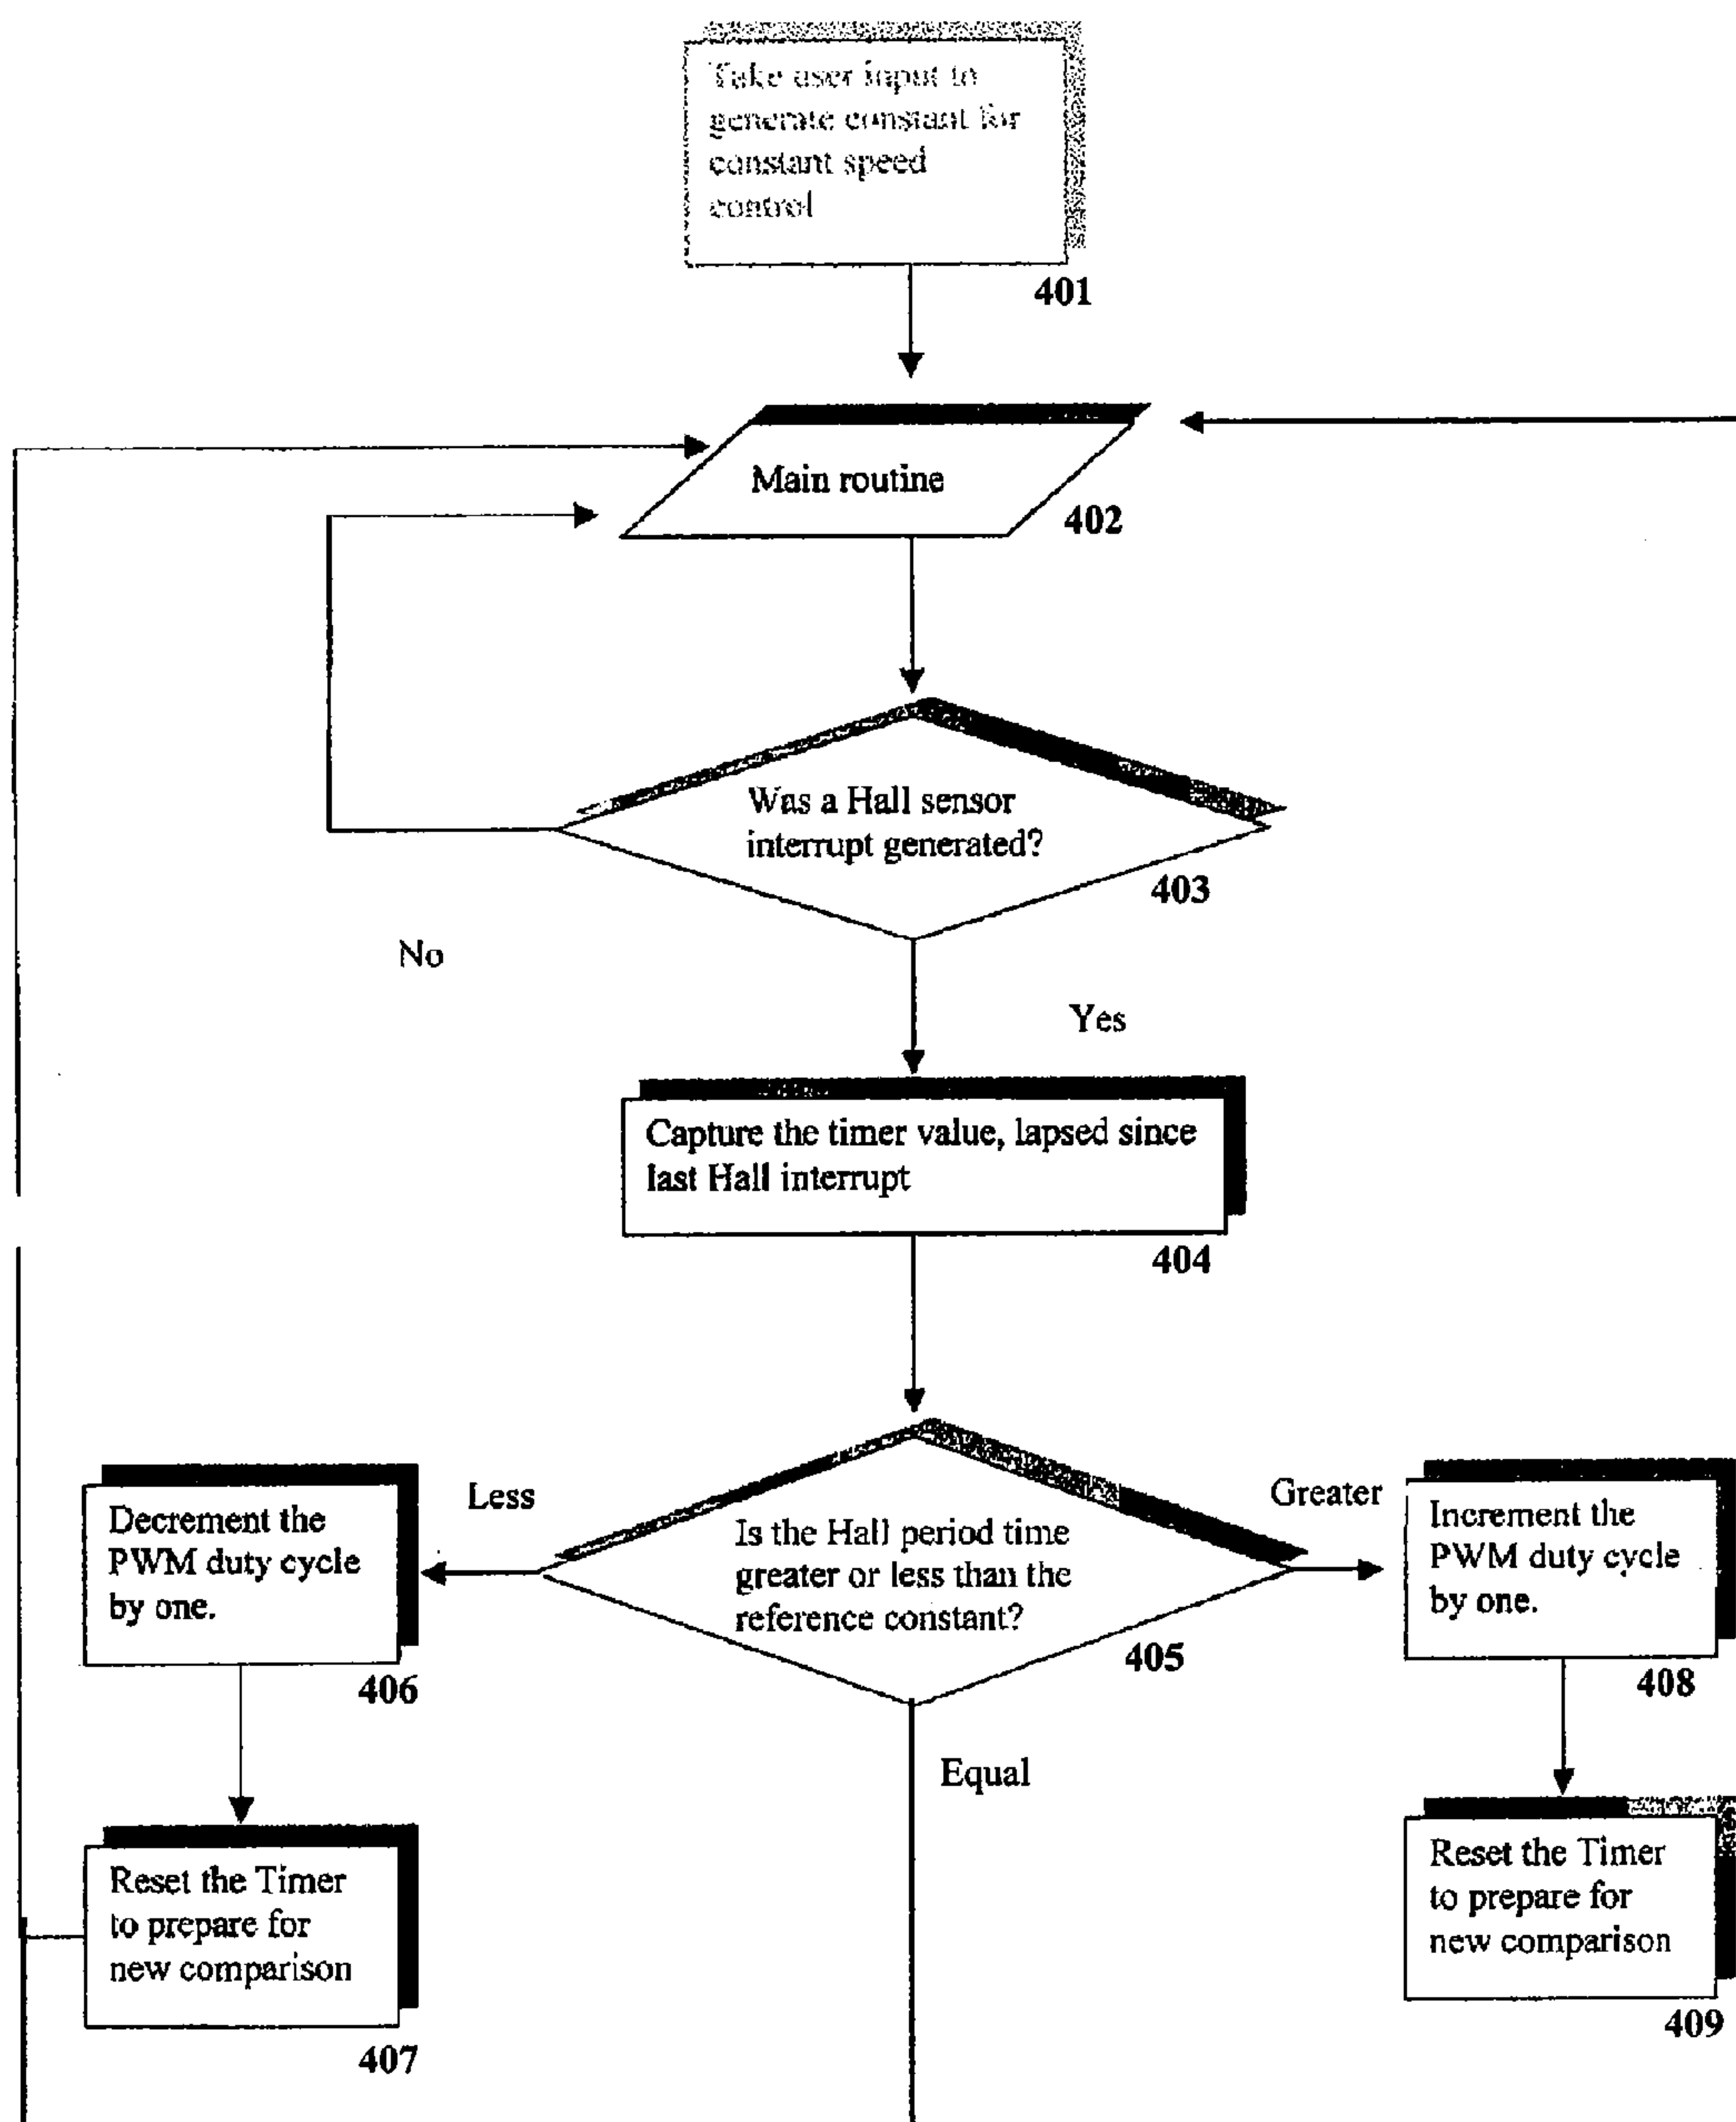 Take user input to
generate constant for
constant speed
control
401
Main routine
402
Was a Hall sensor
interrupt generated?
403
No
Yes
Capture the timer value, lapsed since
last Hall interrupt
404
Less
Greater
Decrement the
PWM duty cycle
by one.
406
Is the Hall period time
greater or less than the
reference constant?
405
Increment the
PWM duty cycle
by one.
408
Equal
Reset the Timer
to prepare for
new comparison
407
Reset the Timer
to prepare for
new comparison
409